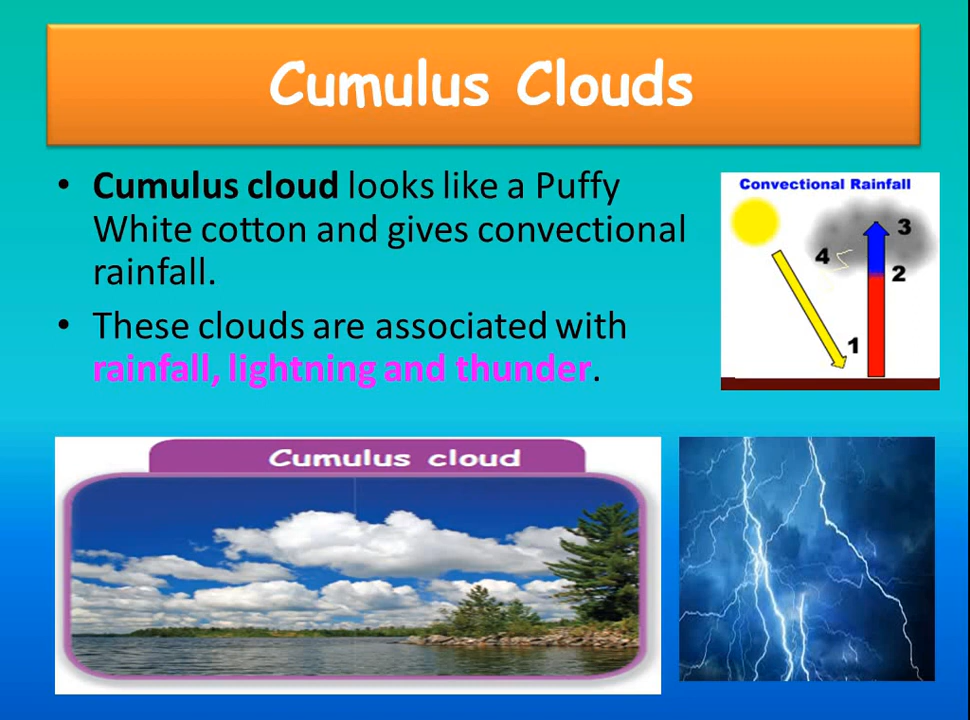 Cumulus Clouds
• Cumulus cloud looks like a Puffy
White cotton and gives convectional
rainfall.
• These clouds are associated with
rainfall, lightning and thunder.
Convectional Rainfall
3
4
2
1
Cumulus cloud